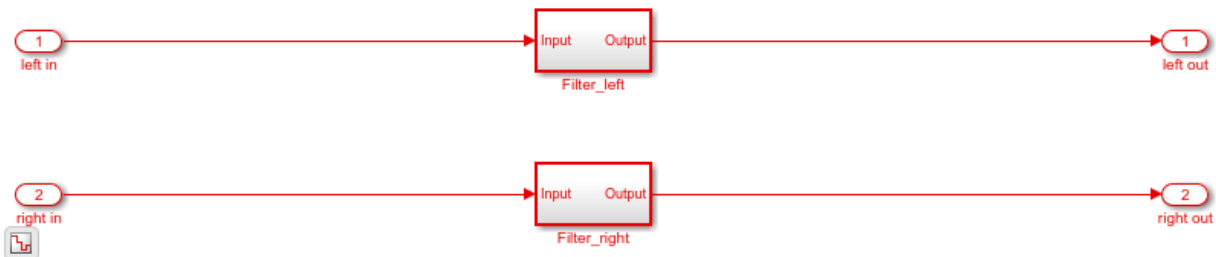 1
Input Output
1
left in
left out
Filter_left
2
Input Output
2
right in
right out
Filter_right